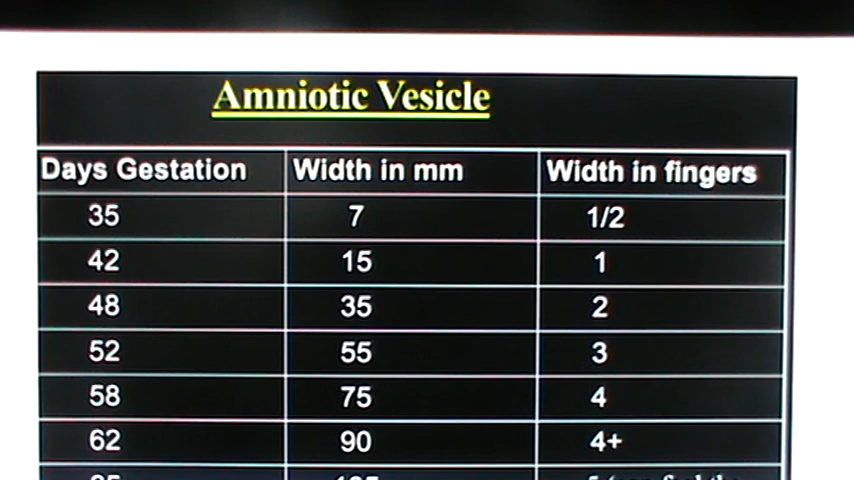 Amniotic Vesicle
Days Gestation Width in mm Width in fingers
35 7 1/2
42 15 1
48 35 2
52 55 3
58 75 4
62 90 4+